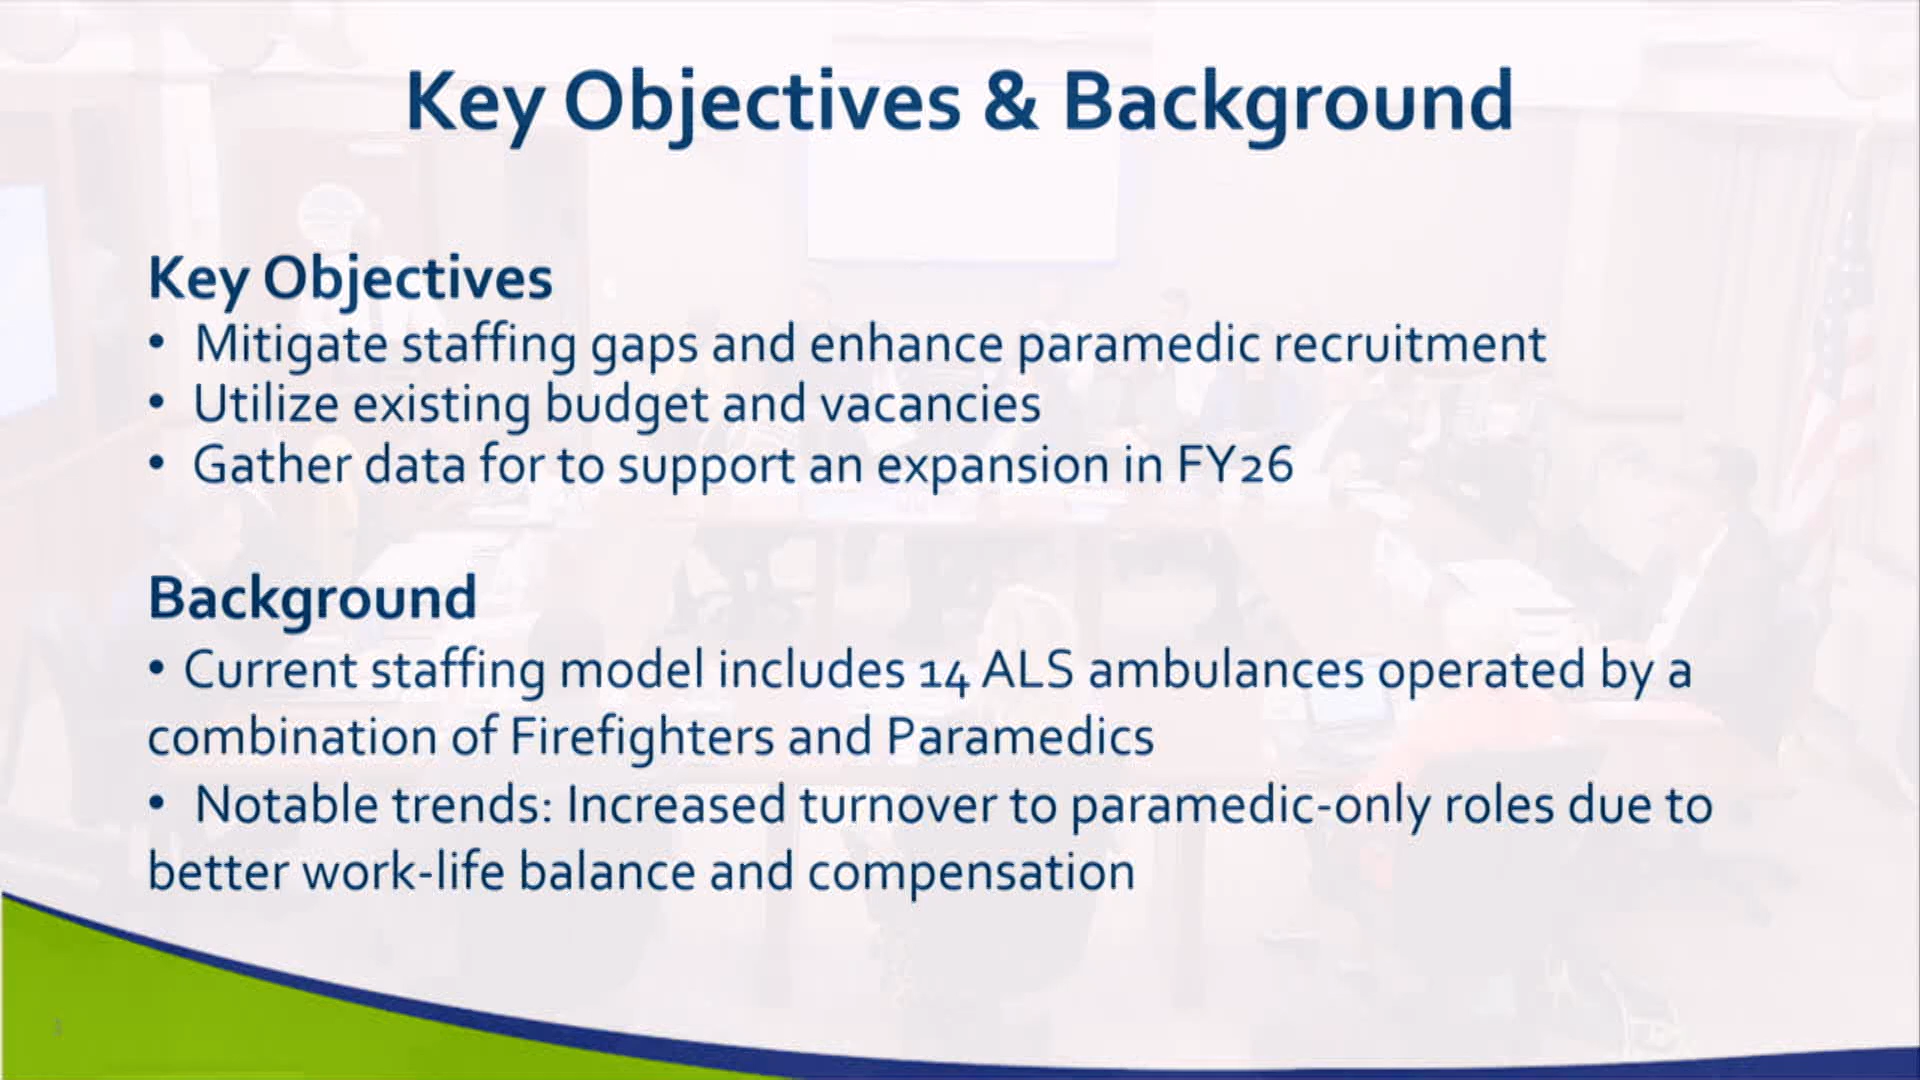 Key Objectives & Background
Key Objectives
• Mitigate staffing gaps and enhance paramedic recruitment
• Utilize existing budget and vacancies
• Gather data for to support an expansion in FY26
Background
• Current staffing model includes 14 ALS ambulances operated by a
combination of Firefighters and Paramedics
• Notable trends: Increased turnover to paramedic-only roles due to
better work-life balance and compensation